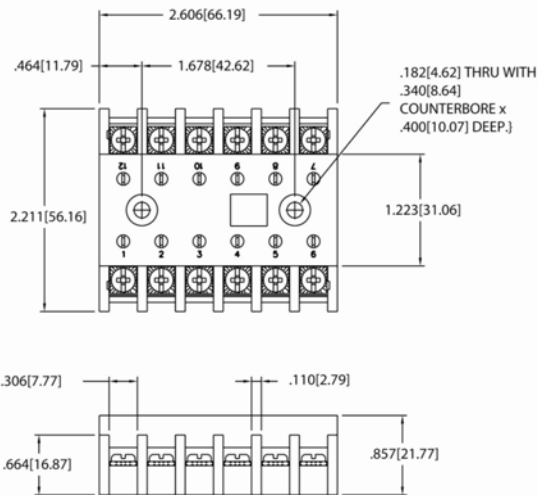 2.606[66.19]
.464[11.79]
1.678[42.62]
.182[4.62] THRU WITH
.340[8.64]
COUNTERBORE x
.400[10.07] DEEP.}
12 11 10 9 8 7
2.211[56.16]
1.223[31.06]
1 2 3 4 5 6
.306[7.77]
.110[2.79]
.664[16.87]
.857[21.77]